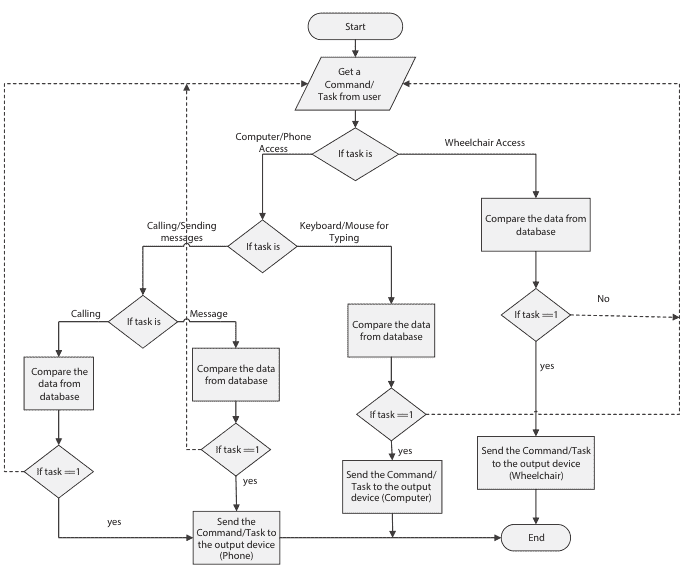 Start
Get a
Command/
Task from user
Computer/Phone
Access
If task is
Wheelchair Access
Compare the data from
database
Calling/Sending
messages
If task is
Keyboard/Mouse for
Typing
If task ==1
No
yes
Calling
If task is
Message
Compare the data
from database
Compare the
data from
database
Compare the data
from database
If task ==1
yes
If task ==1
yes
If task ==1
yes
Send the Command/
Task to the output
device (Computer)
Send the Command/Task
to the output device
(Wheelchair)
Send the
Command/Task to
the output device
(Phone)
End